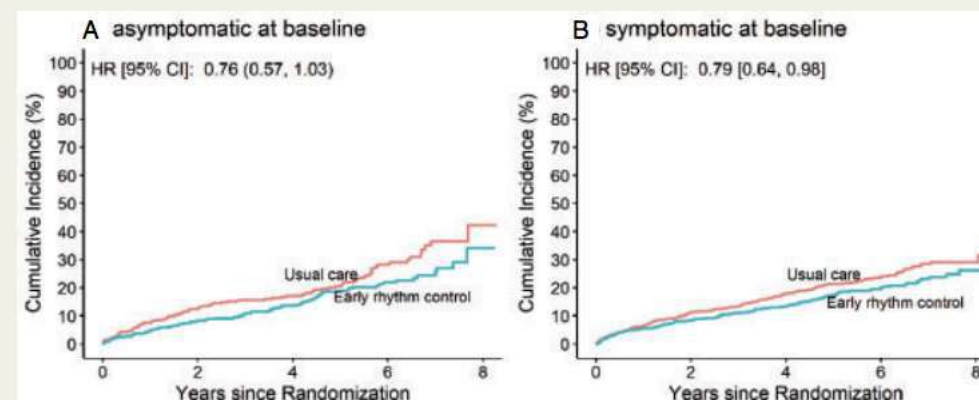 A asymptomatic at baseline
HR [95% CI]: 0.76 (0.57, 1.03)
Cumulative Incidence (%)
100
90
80
70
60
50
40
30
20
10
0
Usual care
Early rhythm control
0 2 4 6 8
Years since Randomization
B symptomatic at baseline
HR [95% CI]: 0.79 [0.64, 0.98]
Cumulative Incidence (%)
100
90
80
70
60
50
40
30
20
10
0
Usual care
Early rhythm control
0 2 4 6 8
Years since Randomization